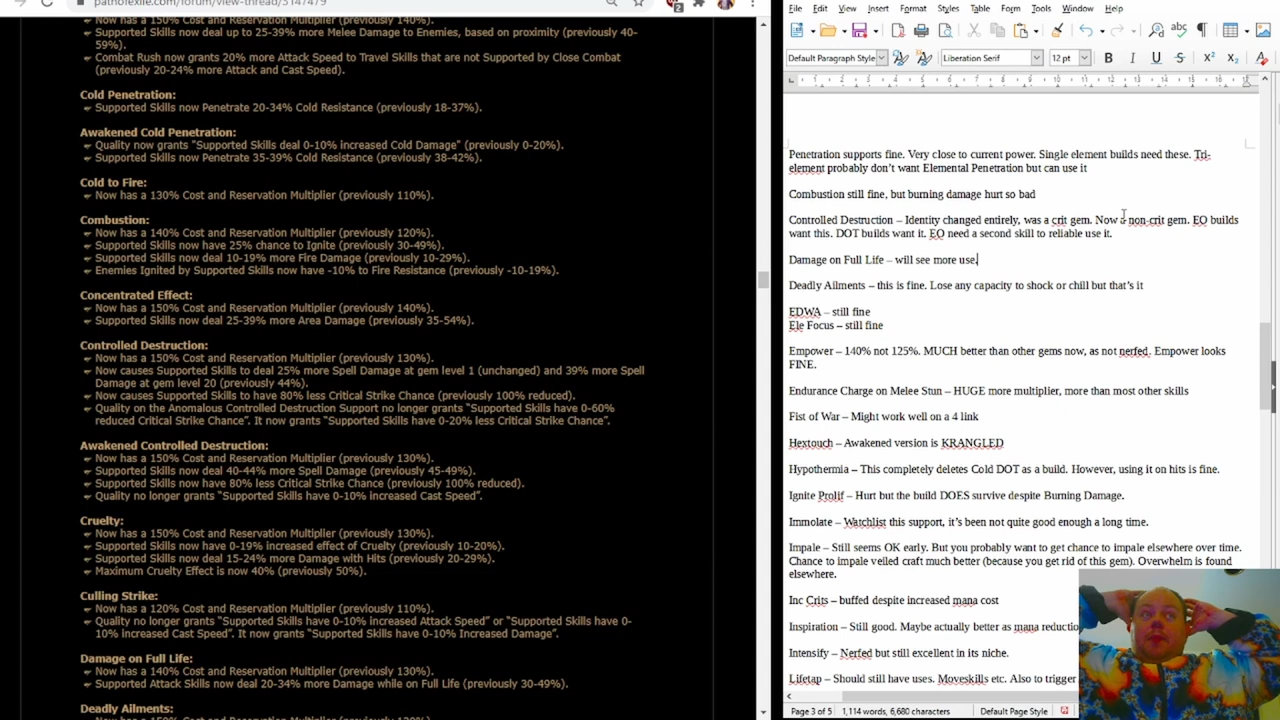 pathofexile.com/forum/view-thread/3147479
Now has a 150% Cost and Reservation Multiplier (previously 140%).
Supported Skills now deal up to 25-39% more Melee Damage to Enemies, based on proximity (previously 40-
59%).
Combat Rush now grants 20% more Attack Speed to Travel Skills that are not Supported by Close Combat
(previously 20-24% more Attack and Cast Speed).
Cold Penetration:
Supported Skills now Penetrate 20-34% Cold Resistance (previously 18-37%).
Awakened Cold Penetration:
Quality now grants "Supported Skills deal 0-10% increased Cold Damage" (previously 0-20%).
Supported Skills now Penetrate 35-39% Cold Resistance (previously 38-42%).
Cold to Fire:
Now has a 130% Cost and Reservation Multiplier (previously 110%).
Combustion:
Now has a 140% Cost and Reservation Multiplier (previously 120%).
Supported Skills now have 25% chance to Ignite (previously 30-49%).
Supported Skills now deal 10-19% more Fire Damage (previously 10-29%).
Enemies Ignited by Supported Skills now have -10% to Fire Resistance (previously -10-19%).
Concentrated Effect:
Now has a 150% Cost and Reservation Multiplier (previously 140%).
Supported Skills now deal 25-39% more Area Damage (previously 35-54%).
Controlled Destruction:
Now has a 150% Cost and Reservation Multiplier (previously 130%).
Now causes Supported Skills to deal 25% more Spell Damage at gem level 1 (unchanged) and 39% more Spell
Damage at gem level 20 (previously 44%).
Now causes Supported Skills to have 80% less Critical Strike Chance (previously 100% reduced).
Quality on the Anomalous Controlled Destruction Support no longer grants "Supported Skills have 0-60%
reduced Critical Strike Chance". It now grants "Supported Skills have 0-20% less Critical Strike Chance".
Awakened Controlled Destruction:
Now has a 150% Cost and Reservation Multiplier (previously 130%).
Supported Skills now deal 40-44% more Spell Damage (previously 45-49%).
Supported Skills now have 80% less Critical Strike Chance (previously 100% reduced).
Quality no longer grants "Supported Skills have 0-10% increased Cast Speed".
Cruelty:
Now has a 150% Cost and Reservation Multiplier (previously 130%).
Supported Skills now have 0-19% increased effect of Cruelty (previously 10-20%).
Supported Skills now deal 15-24% more Damage with Hits (previously 20-29%).
Maximum Cruelty Effect is now 40% (previously 50%).
Culling Strike:
Now has a 120% Cost and Reservation Multiplier (previously 110%).
Quality no longer grants "Supported Skills have 0-10% increased Attack Speed" or "Supported Skills have 0-
10% increased Cast Speed". It now grants "Supported Skills have 0-10% Increased Damage".
Damage on Full Life:
Now has a 140% Cost and Reservation Multiplier (previously 130%).
Supported Attack Skills now deal 20-34% more Damage while on Full Life (previously 30-49%).
Deadly Ailments:
File Edit View Insert Format Styles Table Form Tools Window Help
Default Paragraph Style Liberation Serif 12 pt
Penetration supports fine. Very close to current power. Single element builds need these. Tri-
element probably don't want Elemental Penetration but can use it
Combustion still fine, but burning damage hurt so bad
Controlled Destruction – Identity changed entirely, was a crit gem. Now a non-crit gem. EO builds
want this. DOT builds want it. EO need a second skill to reliable use it.
Damage on Full Life – will see more use.
Deadly Ailments – this is fine. Lose any capacity to shock or chill but that's it
EDWA – still fine
Ele Focus – still fine
Empower – 140% not 125%. MUCH better than other gems now, as not nerfed. Empower looks
FINE.
Endurance Charge on Melee Stun – HUGE more multiplier, more than most other skills
Fist of War – Might work well on a 4 link
Hextouch – Awakened version is KRANGLED
Hypothermia – This completely deletes Cold DOT as a build. However, using it on hits is fine.
Ignite Prolif – Hurt but the build DOES survive despite Burning Damage.
Immolate – Watchlist this support, it's been not quite good enough a long time.
Impale – Still seems OK early. But you probably want to get chance to impale elsewhere over time.
Chance to impale veiled craft much better (because you get rid of this gem). Overwhelm is found
elsewhere.
Inc Crits – buffed despite increased mana cost
Inspiration – Still good. Maybe actually better as mana reductio
Intensify – Nerfed but still excellent in its niche.
Lifetap – Should still have uses. Moveskills etc. Also to trigger
Page 3 of 5 1,114 words, 6,680 characters Default Page Style